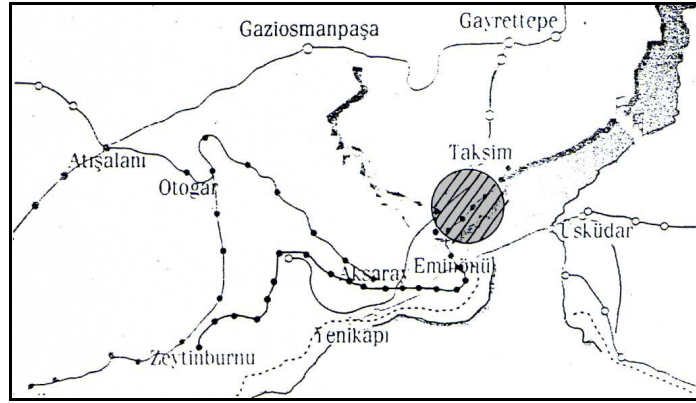 Gayrettepe
Gaziosmanpaşa
Taksim
Atışalanı
Otogar
Üsküdar
Aksaray
Eminönü
Yenikapı
Zeytinburnu